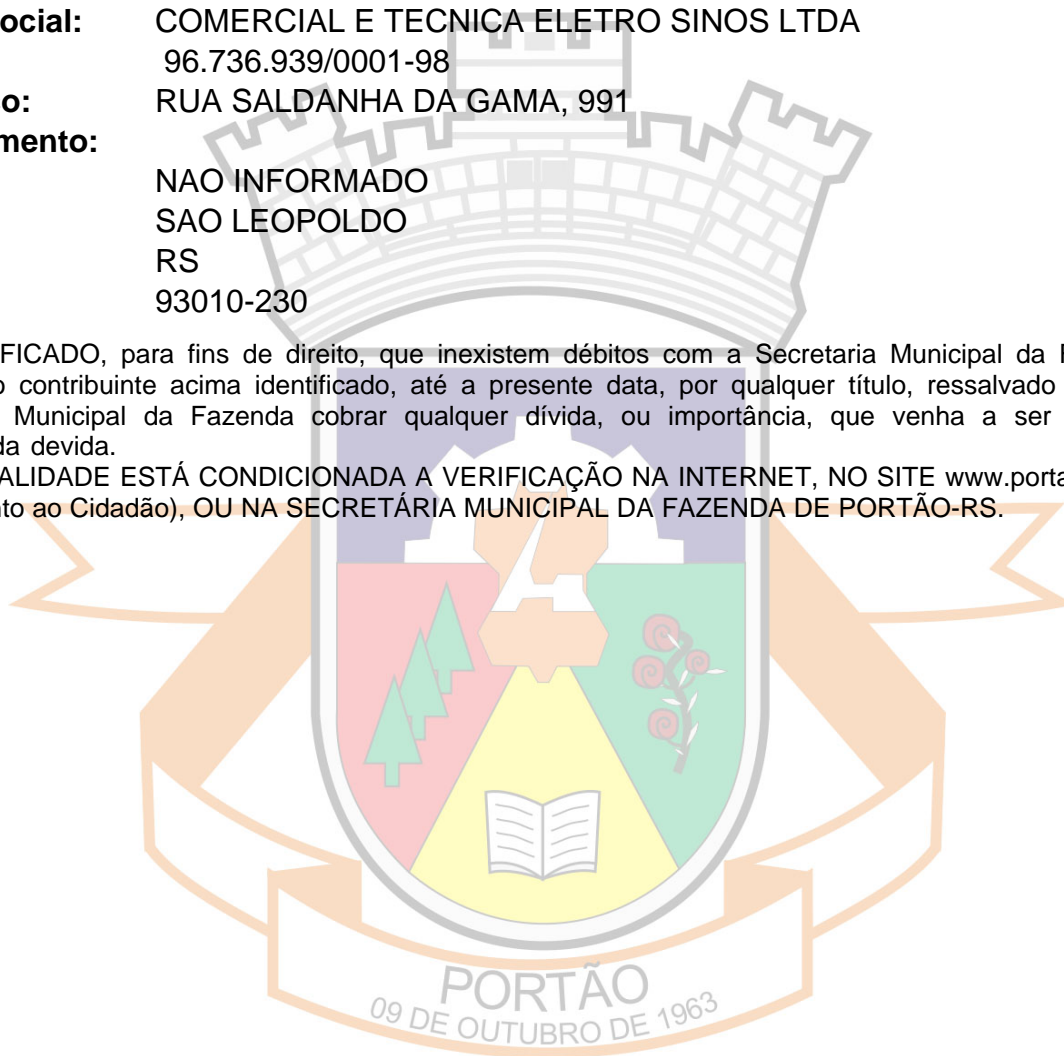 ocial: COMERCIAL E TECNICA ELETRO SINOS LTDA
96.736.939/0001-98
o: RUA SALDANHA DA GAMA, 991
mento:
NAO INFORMADO
SAO LEOPOLDO
RS
93010-230
FICADO, para fins de direito, que inexistem débitos com a Secretaria Municipal da
o contribuinte acima identificado, até a presente data, por qualquer título, ressalvado
Municipal da Fazenda cobrar qualquer dívida, ou importância, que venha a ser
da devida.
ALIDADE ESTÁ CONDICIONADA A VERIFICAÇÃO NA INTERNET, NO SITE www.porta
nto ao Cidadão), OU NA SECRETÁRIA MUNICIPAL DA FAZENDA DE PORTÃO-RS.
PORTÃO
09 DE OUTUBRO DE 1963